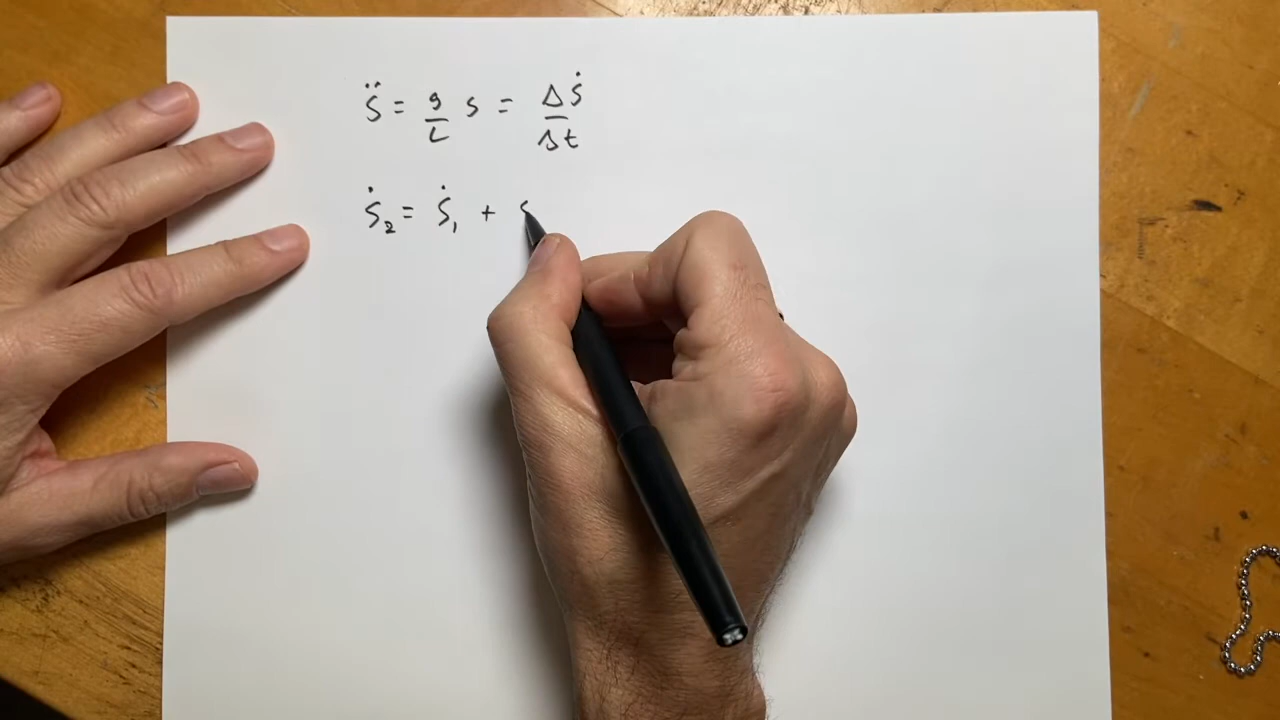 s̈ = g/L s = Δṡ/Δt
ṡ₂ = ṡ₁ + s